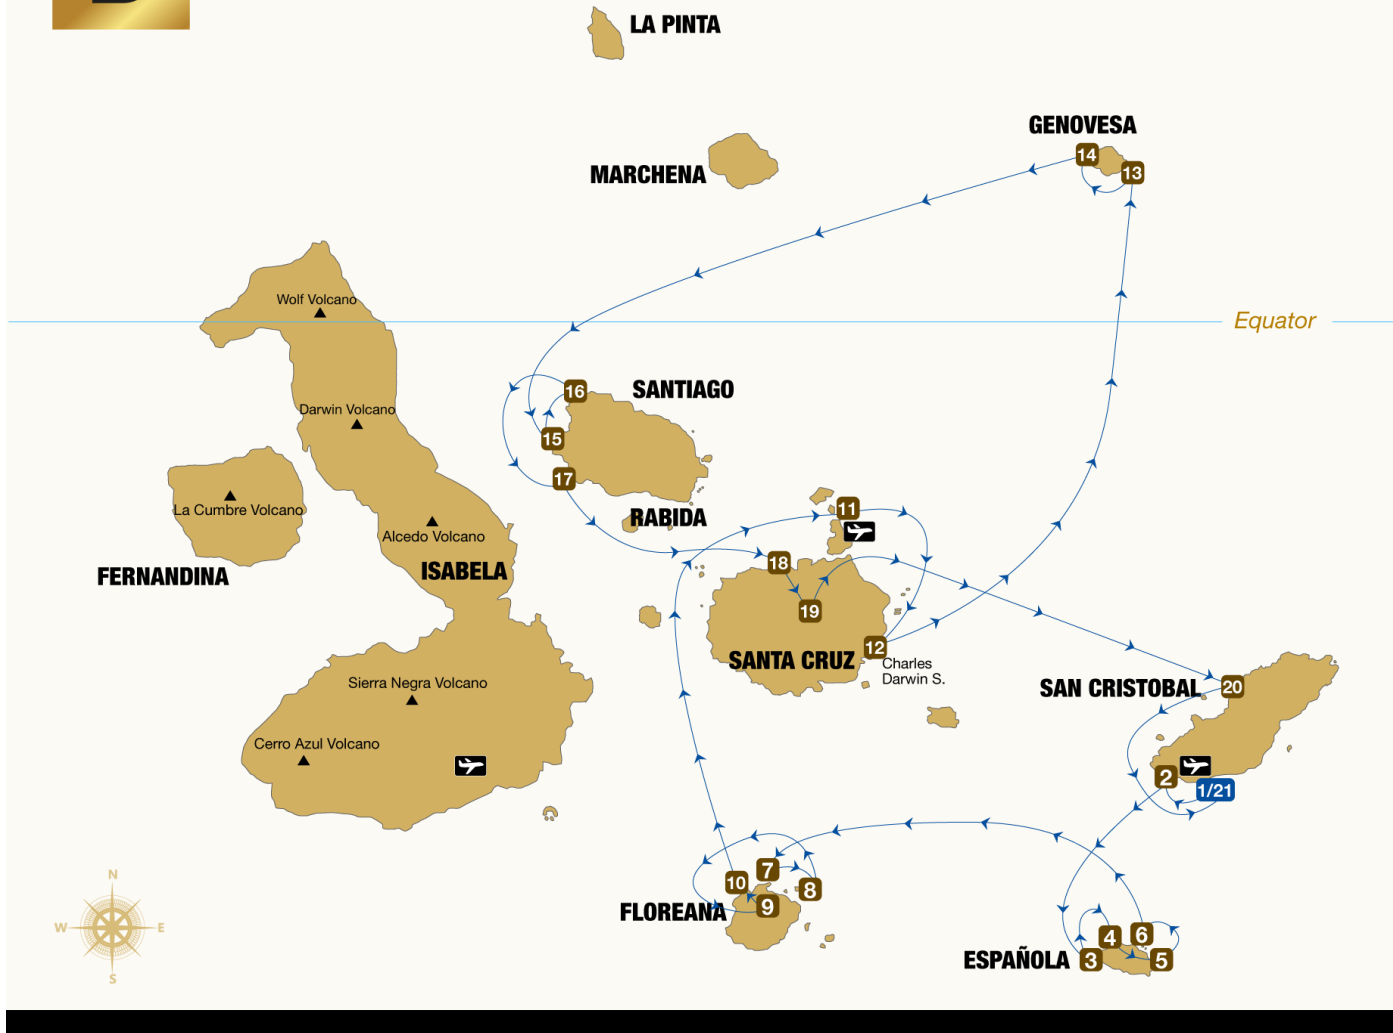 LA PINTA
GENOVESA
14
13
MARCHENA
Wolf Volcano
Equator
16
SANTIAGO
Darwin Volcano
15
17
La Cumbre Volcano
RABIDA
11
Alcedo Volcano
FERNANDINA
ISABELA
18
19
12
SANTA CRUZ
Charles
Darwin S.
Sierra Negra Volcano
SAN CRISTOBAL
20
Cerro Azul Volcano
2
1/21
7
10
8
9
FLOREANA
N
W
E
S
4
6
ESPAÑOLA
3
5